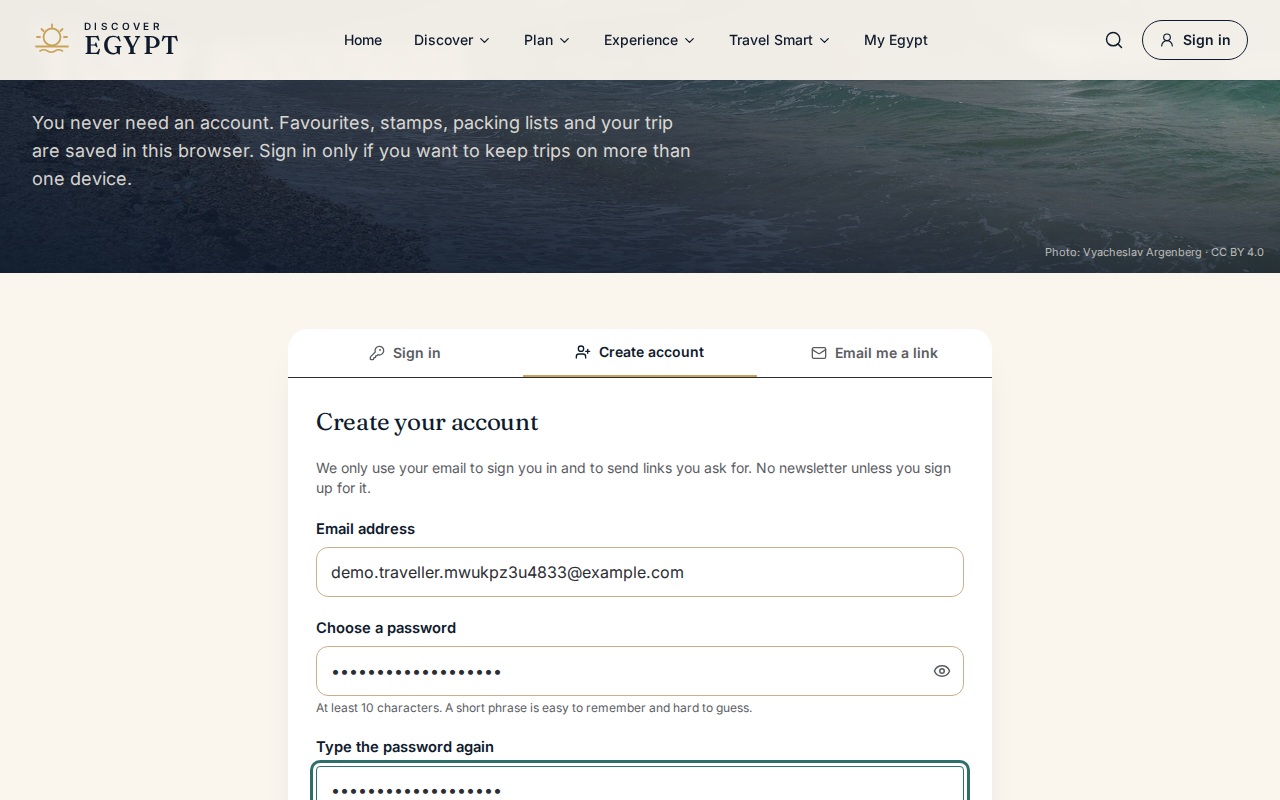 DISCOVER
EGYPT
Home
Discover
Plan
Experience
Travel Smart
My Egypt
Sign in
You never need an account. Favourites, stamps, packing lists and your trip
are saved in this browser. Sign in only if you want to keep trips on more than
one device.
Photo: Vyacheslav Argenberg · CC BY 4.0
Sign in
Create account
Email me a link
Create your account
We only use your email to sign you in and to send links you ask for. No newsletter unless you sign
up for it.
Email address
demo.traveller.mwukpz3u4833@example.com
Choose a password
•••••••••••••••••••
At least 10 characters. A short phrase is easy to remember and hard to guess.
Type the password again
•••••••••••••••••••